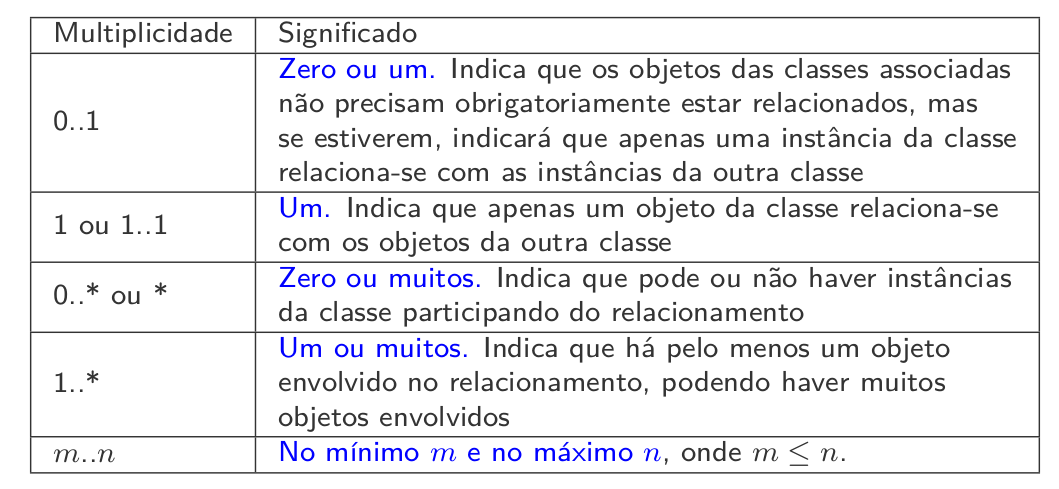 Multiplicidade Significado
0..1
Zero ou um. Indica que os objetos das classes associadas
não precisam obrigatoriamente estar relacionados, mas
se estiverem, indicará que apenas uma instância da classe
relaciona-se com as instâncias da outra classe
1 ou 1..1
Um. Indica que apenas um objeto da classe relaciona-se
com os objetos da outra classe
0..* ou *
Zero ou muitos. Indica que pode ou não haver instâncias
da classe participando do relacionamento
1..*
Um ou muitos. Indica que há pelo menos um objeto
envolvido no relacionamento, podendo haver muitos
objetos envolvidos
m..n
No mínimo m e no máximo n, onde m ≤ n.